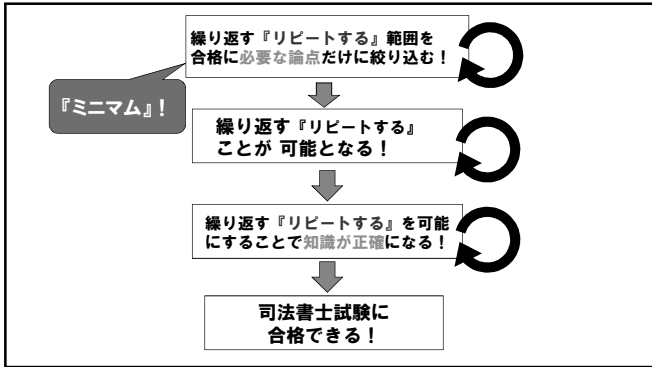 繰り返す『リピートする』範囲を
合格に必要な論点だけに絞り込む！
『ミニマム』！
繰り返す『リピートする』
ことが 可能となる！
繰り返す『リピートする』を可能
にすることで知識が正確になる！
司法書士試験に
合格できる！